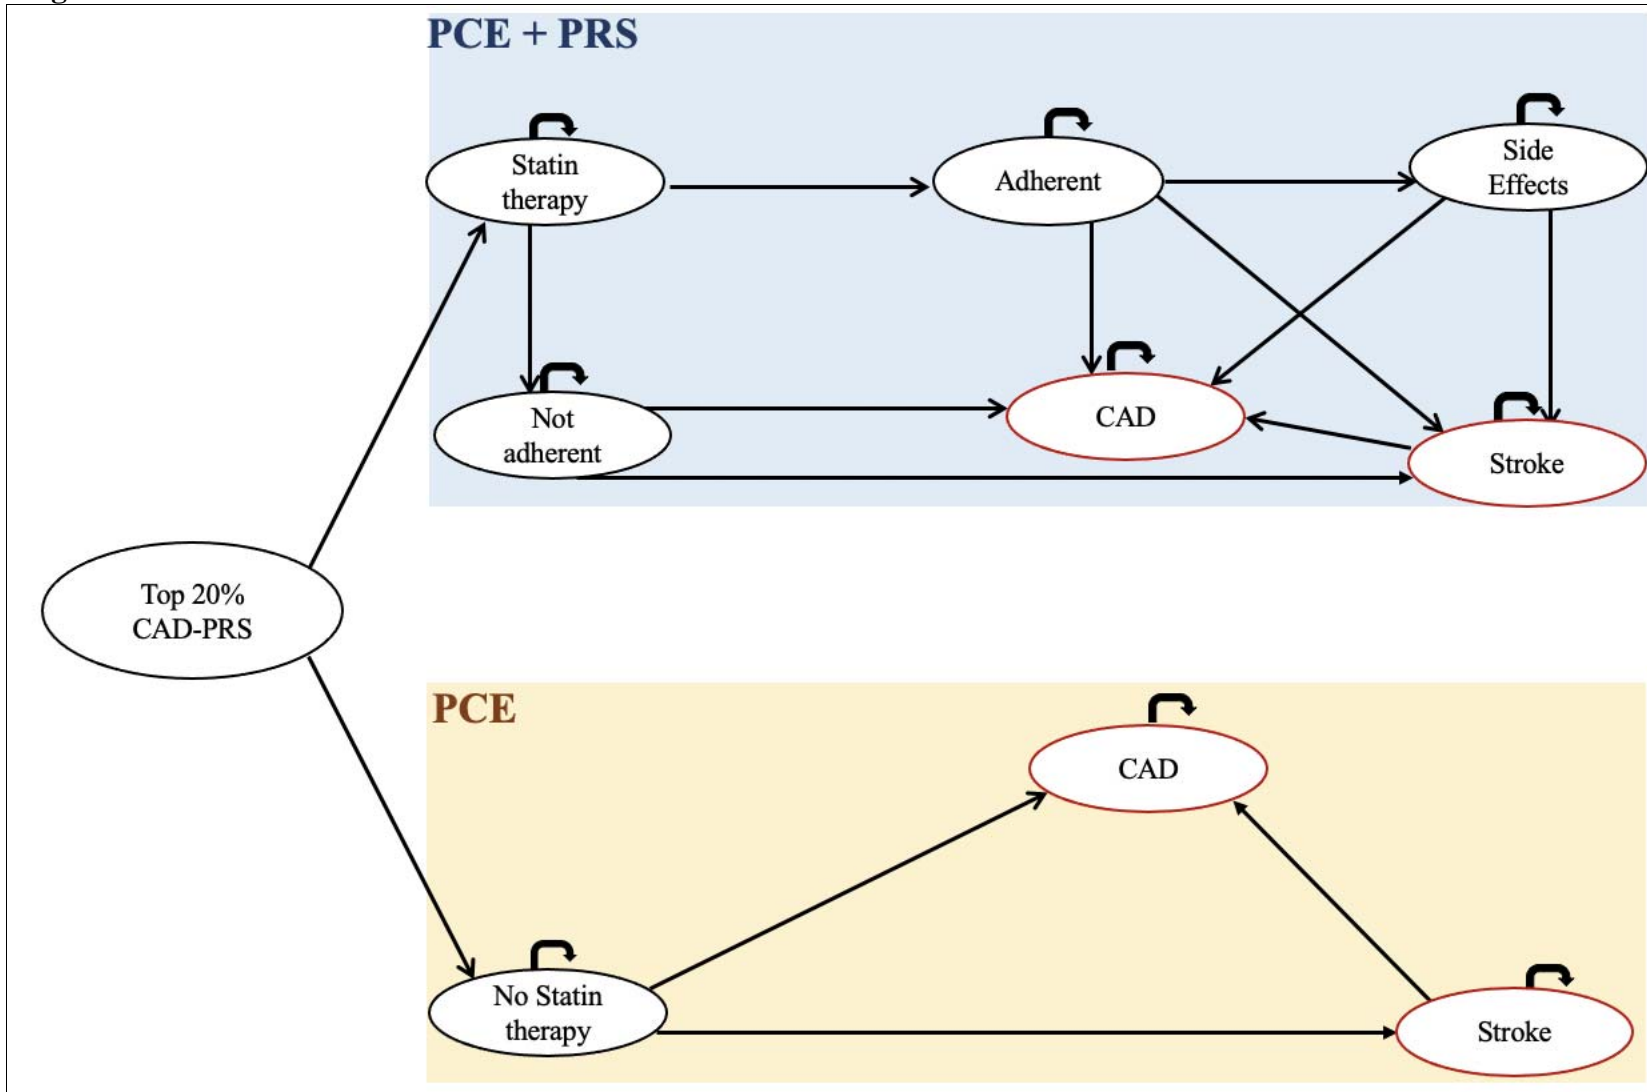 PCE + PRS
Statin
therapy
Adherent
Side
Effects
Not
adherent
CAD
Stroke
Top 20%
CAD-PRS
PCE
CAD
No Statin
therapy
Stroke